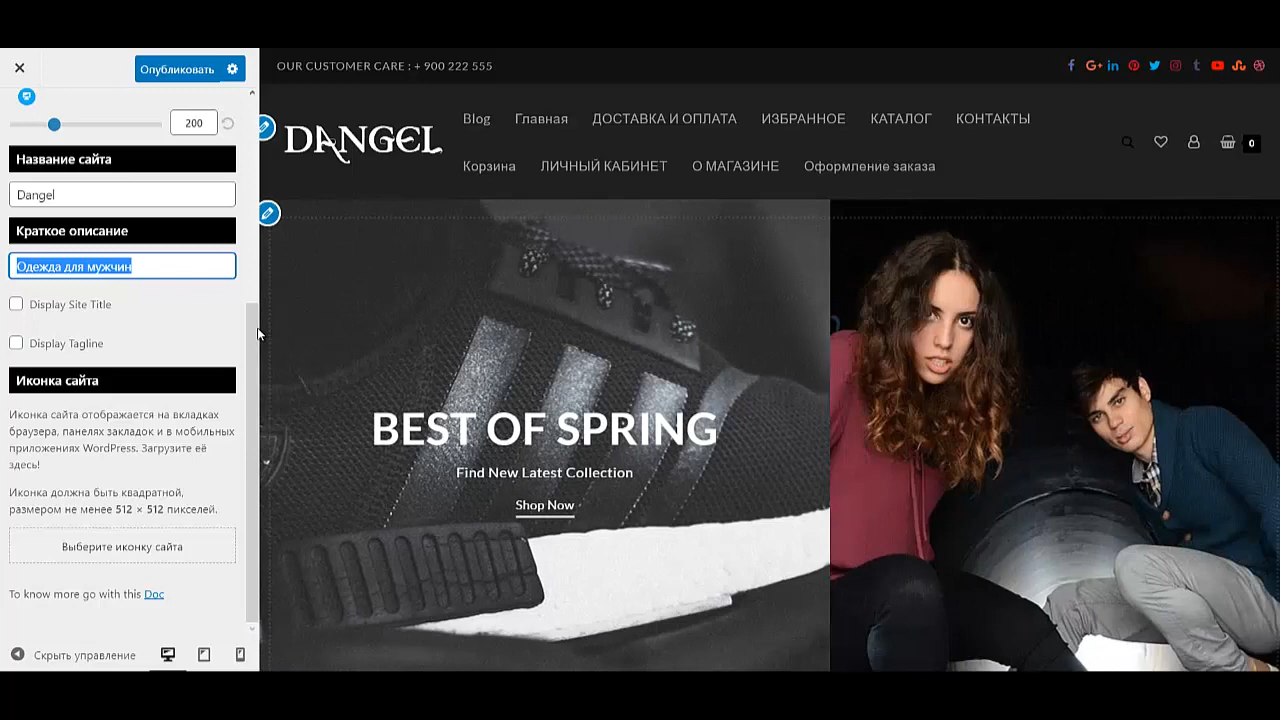 Опубликовать
200
Название сайта
Dangel
Краткое описание
Одежда для мужчин
Display Site Title
Display Tagline
Иконка сайта
Иконка сайта отображается на вкладках
браузера, панелях закладок и в мобильных
приложениях WordPress. Загрузите её
здесь!
Иконка должна быть квадратной,
размером не менее 512 × 512 пикселей.
Выберите иконку сайта
To know more go with this Doc
Скрыть управление
OUR CUSTOMER CARE : + 900 222 555
DANGEL
Blog Главная ДОСТАВКА И ОПЛАТА ИЗБРАННОЕ КАТАЛОГ КОНТАКТЫ
Корзина ЛИЧНЫЙ КАБИНЕТ О МАГАЗИНЕ Оформление заказа
0
BEST OF SPRING
Find New Latest Collection
Shop Now